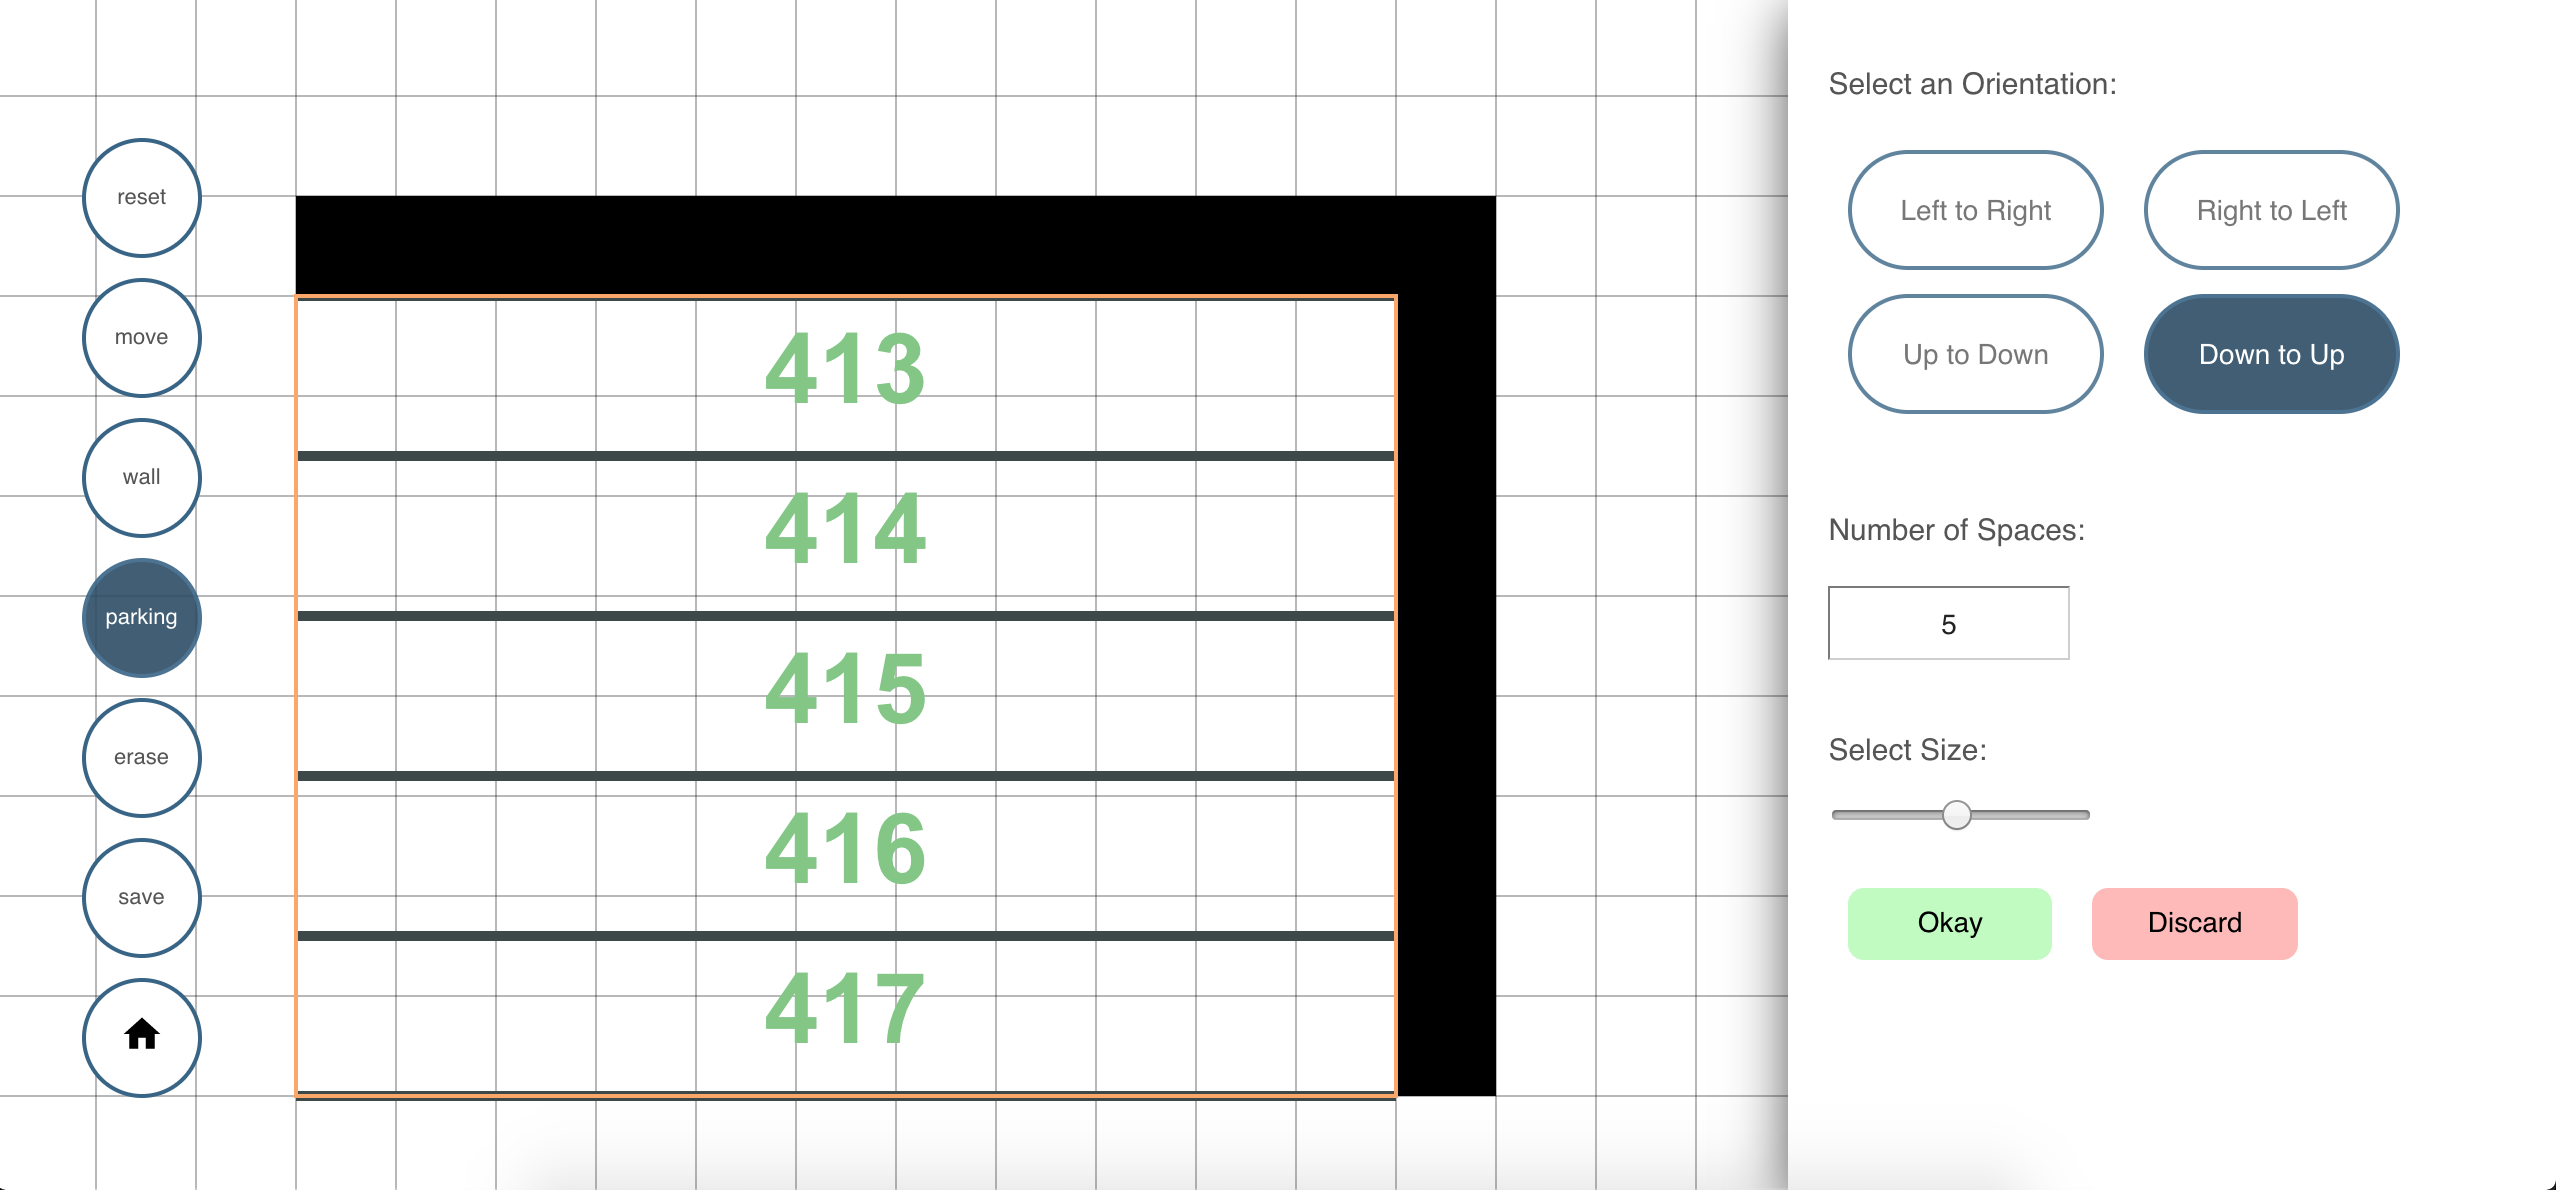 reset
move
wall
parking
erase
save
413
414
415
416
417
Select an Orientation:
Left to Right
Right to Left
Up to Down
Down to Up
Number of Spaces:
5
Select Size:
Okay
Discard